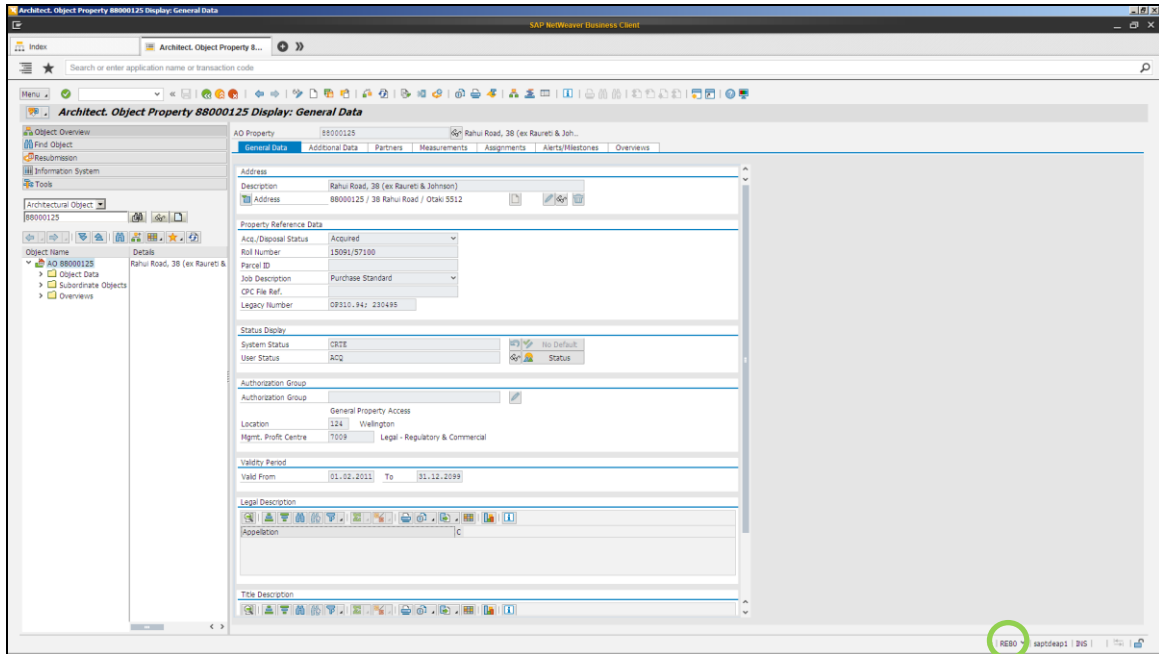 Architect. Object Property 88000125 Display: General Data
SAP NetWeaver Business Client
Index
Architect. Object Property 8...
Search or enter application name or transaction code
Menu
Architect. Object Property 88000125 Display: General Data
Object Overview
Find Object
Resubmission
Information System
Tools
Architectural Object
88000125
Object Name Details
AO 88000125 Rahui Road, 38 (ex Raureti &
Object Data
Subordinate Objects
Overviews
AO Property 88000125 Rahui Road, 38 (ex Raureti & Joh...
General Data Additional Data Partners Measurements Assignments Alerts/Milestones Overviews
Address
Description Rahui Road, 38 (ex Raureti & Johnson)
Address 88000125 / 38 Rahui Road / Otaki 5512
Property Reference Data
Acq./Disposal Status Acquired
Roll Number 15091/57100
Parcel ID
Job Description Purchase Standard
CPC File Ref.
Legacy Number OP310.94; 230495
Status Display
System Status CRTE No Default
User Status ACQ Status
Authorization Group
Authorization Group
General Property Access
Location 124 Wellington
Mgmt. Profit Centre 7009 Legal - Regulatory & Commercial
Validity Period
Valid From 01.02.2011 To 31.12.2099
Legal Description
Appellation C
Title Description
RE80 saptdeap1 INS